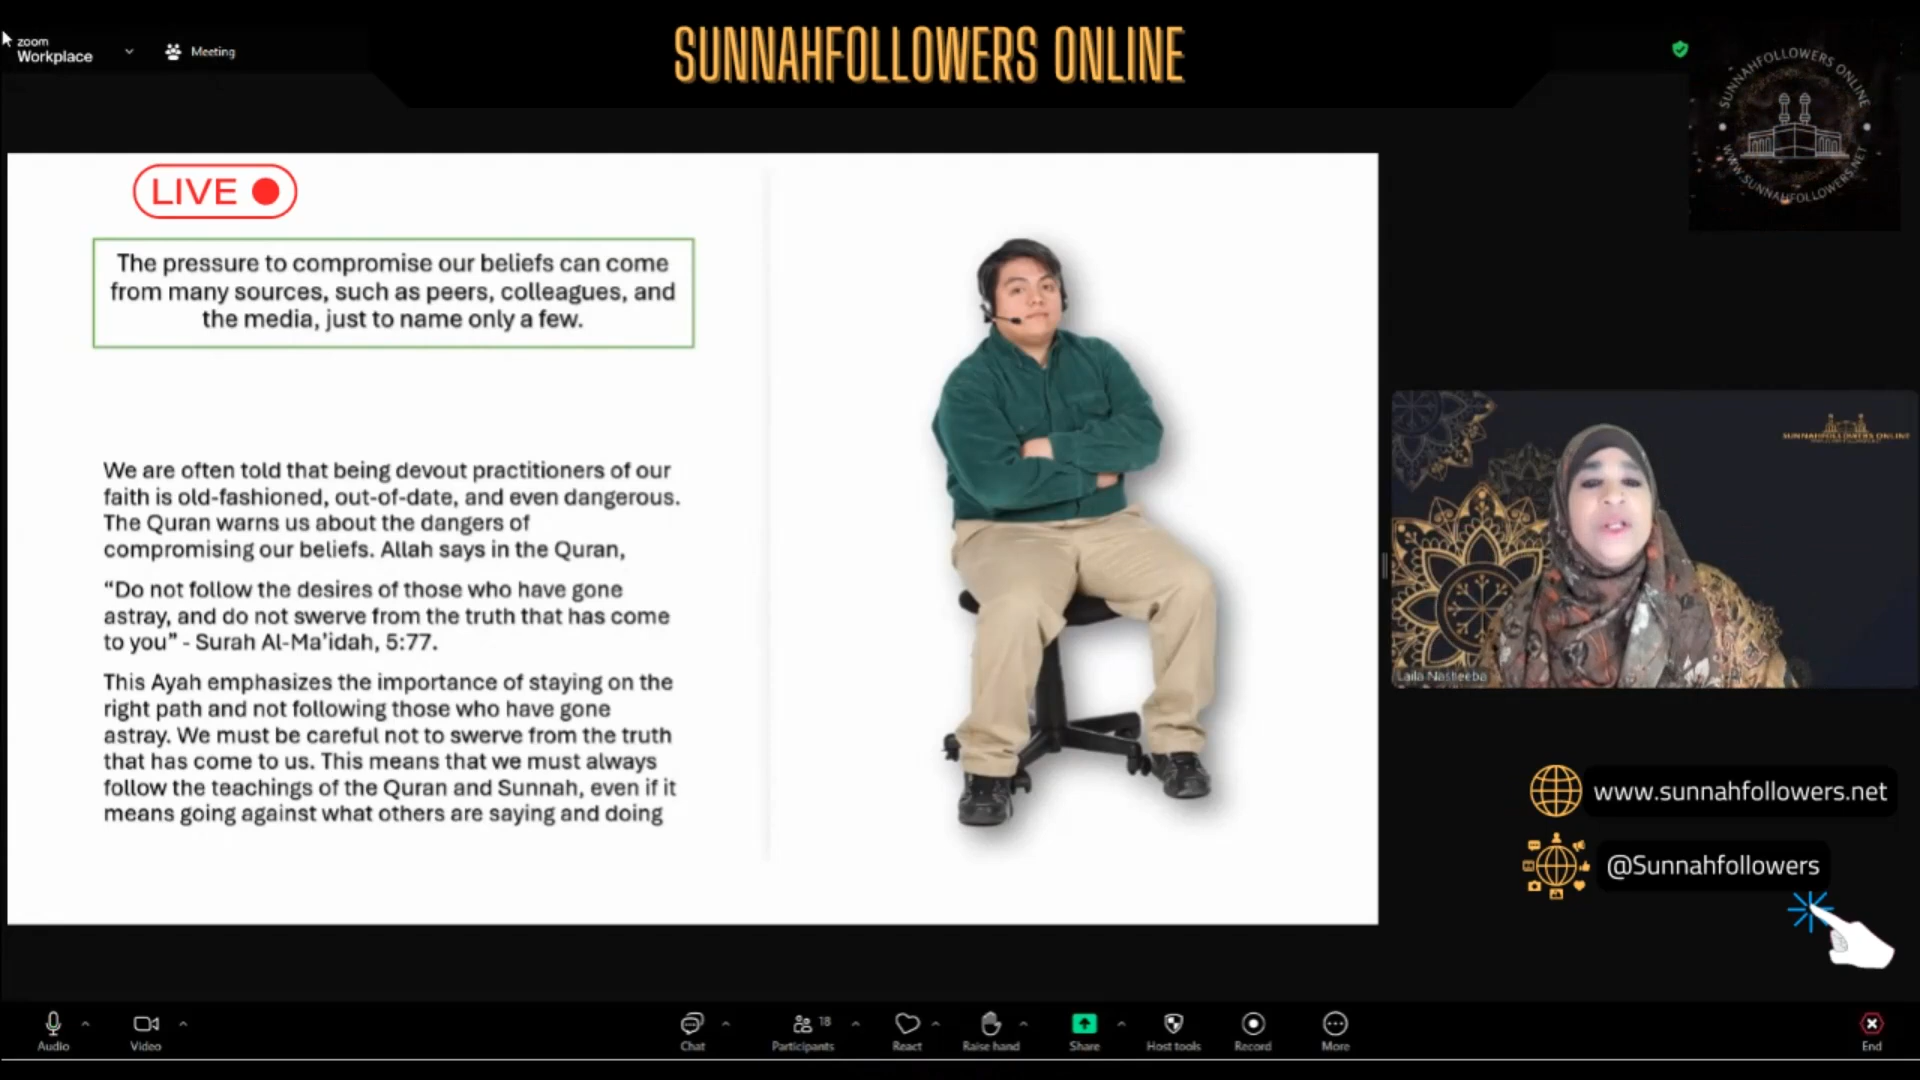 zoom
Workplace
Meeting
SUNNAHFOLLOWERS ONLINE
SUNNAHFOLLOWERS ONLINE
WWW.SUNNAHFOLLOWERS.NET
LIVE
The pressure to compromise our beliefs can come
from many sources, such as peers, colleagues, and
the media, just to name only a few.
We are often told that being devout practitioners of our
faith is old-fashioned, out-of-date, and even dangerous.
The Quran warns us about the dangers of
compromising our beliefs. Allah says in the Quran,
“Do not follow the desires of those who have gone
astray, and do not swerve from the truth that has come
to you” - Surah Al-Ma’idah, 5:77.
This Ayah emphasizes the importance of staying on the
right path and not following those who have gone
astray. We must be careful not to swerve from the truth
that has come to us. This means that we must always
follow the teachings of the Quran and Sunnah, even if it
means going against what others are saying and doing
SUNNAHFOLLOWERS ONLINE
Laila Nasheeba
www.sunnahfollowers.net
@Sunnahfollowers
Audio
Video
Chat
Participants
18
React
Raise hand
Share
Host tools
Record
More
End